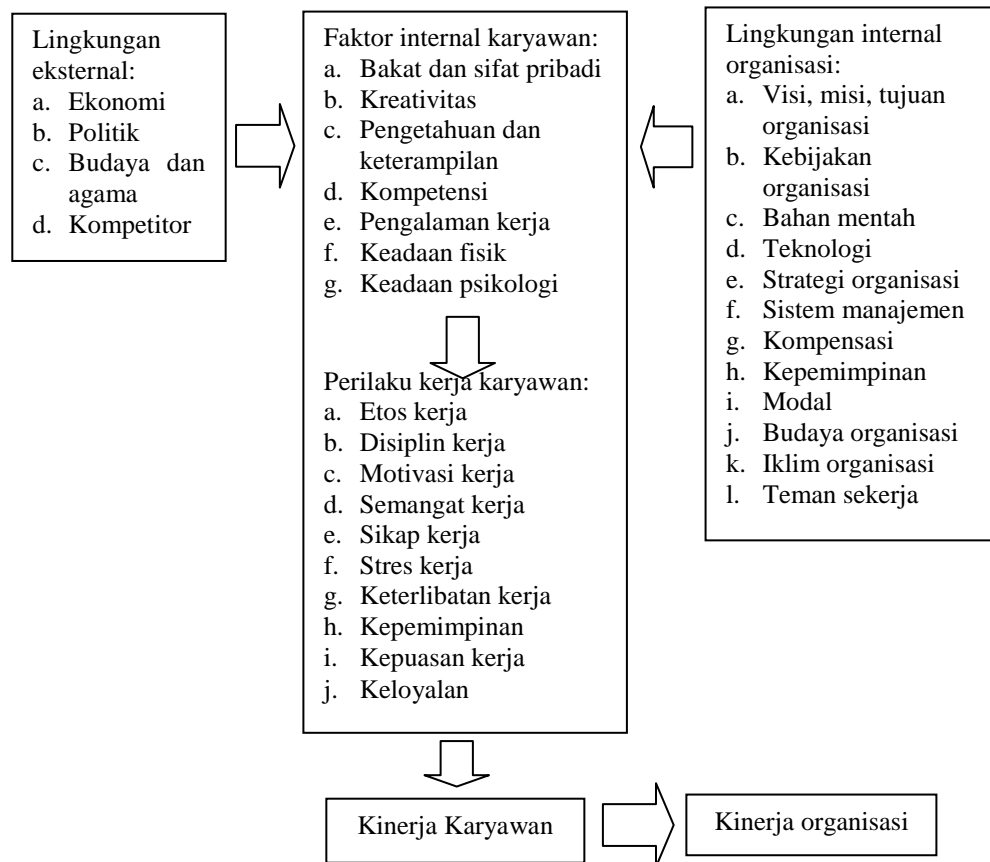 Lingkungan
eksternal:
a. Ekonomi
b. Politik
c. Budaya dan
agama
d. Kompetitor
Faktor internal karyawan:
a. Bakat dan sifat pribadi
b. Kreativitas
c. Pengetahuan dan
keterampilan
d. Kompetensi
e. Pengalaman kerja
f. Keadaan fisik
g. Keadaan psikologi
Perilaku kerja karyawan:
a. Etos kerja
b. Disiplin kerja
c. Motivasi kerja
d. Semangat kerja
e. Sikap kerja
f. Stres kerja
g. Keterlibatan kerja
h. Kepemimpinan
i. Kepuasan kerja
j. Keloyalan
Lingkungan internal
organisasi:
a. Visi, misi, tujuan
organisasi
b. Kebijakan
organisasi
c. Bahan mentah
d. Teknologi
e. Strategi organisasi
f. Sistem manajemen
g. Kompensasi
h. Kepemimpinan
i. Modal
j. Budaya organisasi
k. Iklim organisasi
l. Teman sekerja
Kinerja Karyawan
Kinerja organisasi